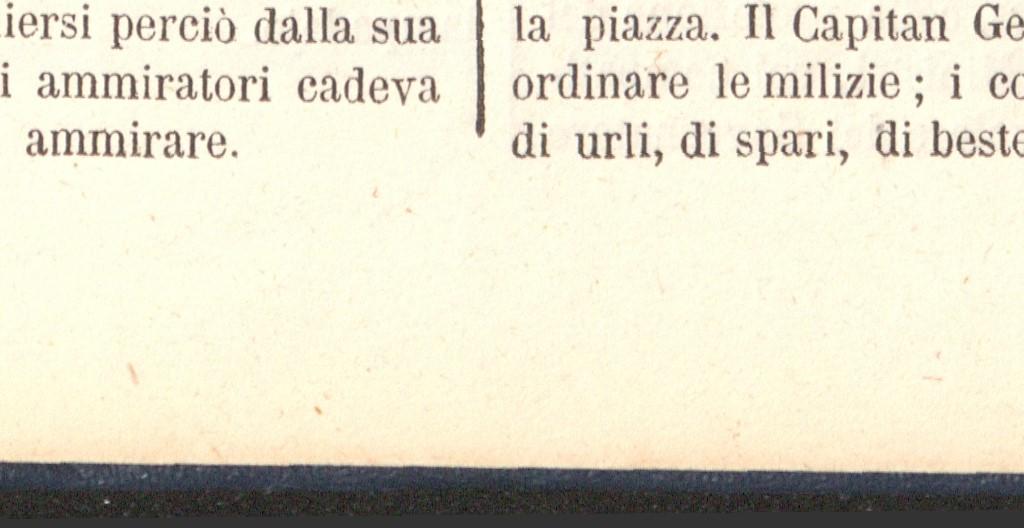 iersi perciò dalla sua
i ammiratori cadeva
ammirare.
la piazza. Il Capitan Ge
ordinare le milizie ; i co
di urli, di spari, di beste